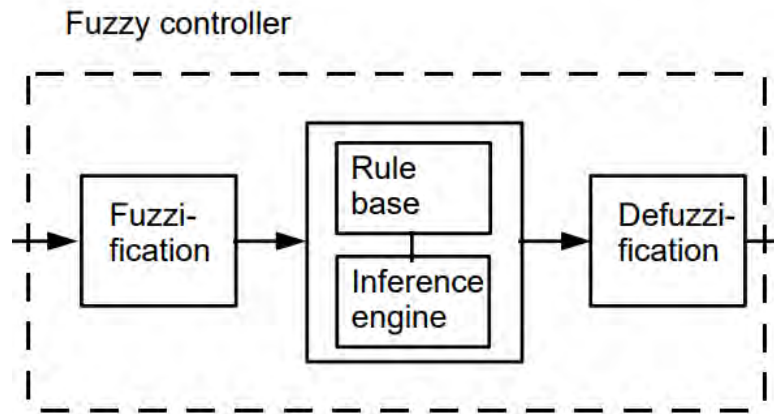 Fuzzy controller
Fuzzi-
fication
Rule
base
Inference
engine
Defuzzi-
fication